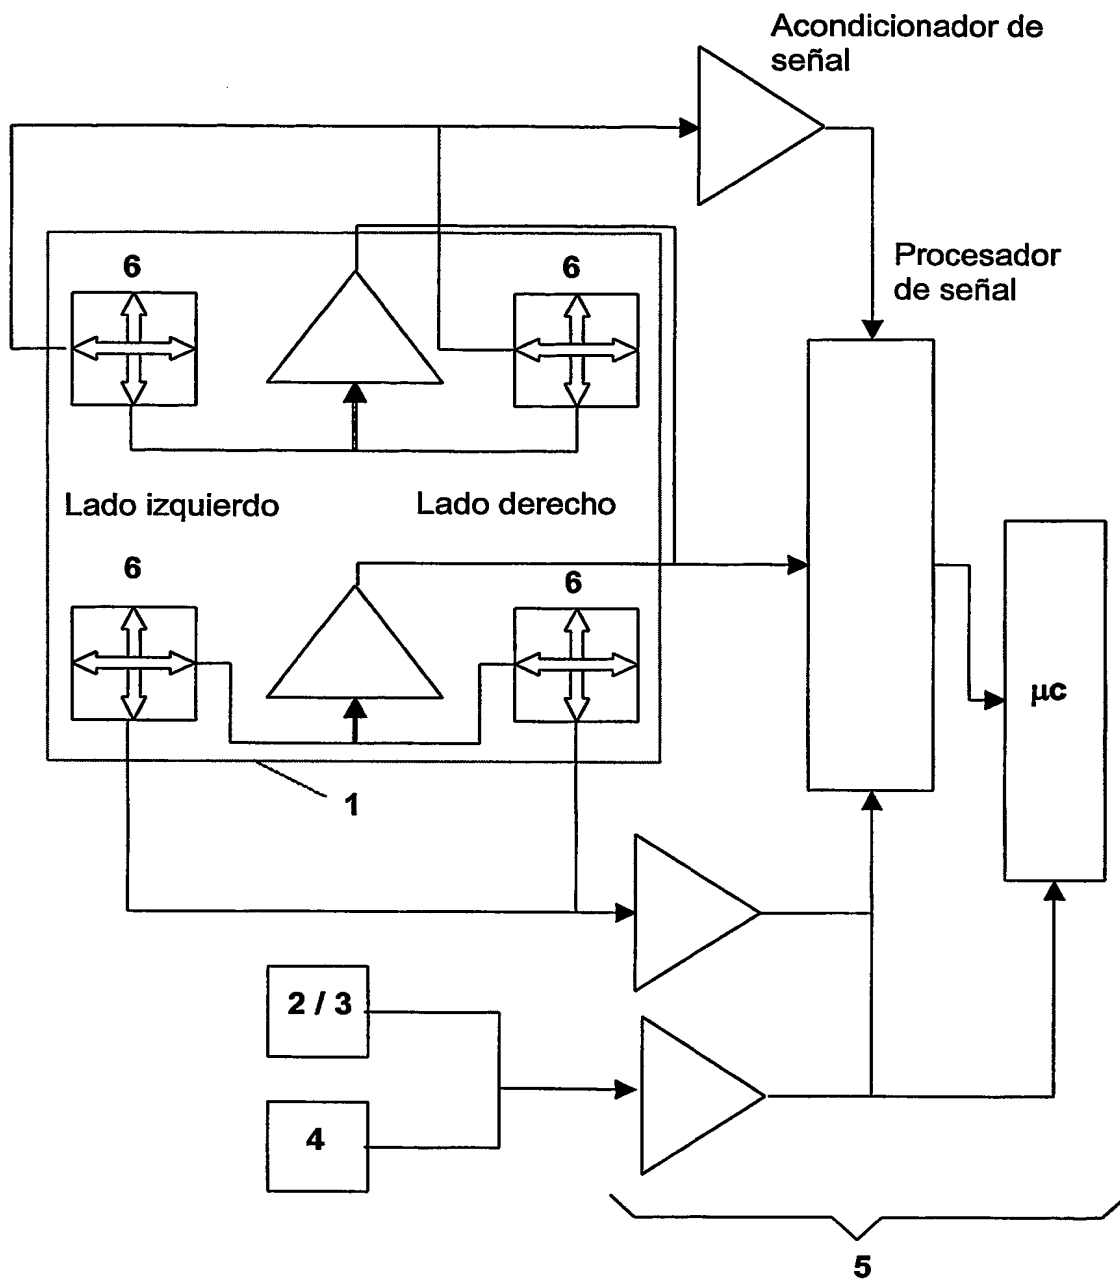 Acondicionador de
señal
Procesador
de señal
6
6
Lado izquierdo
Lado derecho
6
6
μc
1
2 / 3
4
5